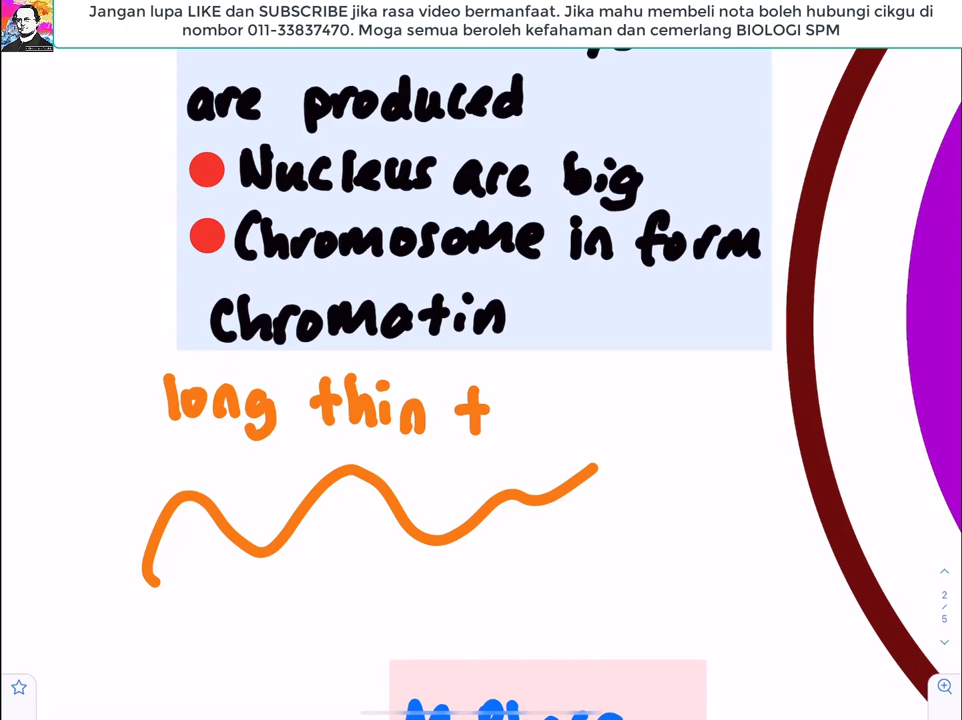 Jangan lupa LIKE dan SUBSCRIBE jika rasa video bermanfaat. Jika mahu membeli nota boleh hubungi cikgu di
nombor 011-33837470. Moga semua beroleh kefahaman dan cemerlang BIOLOGI SPM
are produced
Nucleus are big
Chromosome in form
chromatin
long thin t
2
/
5